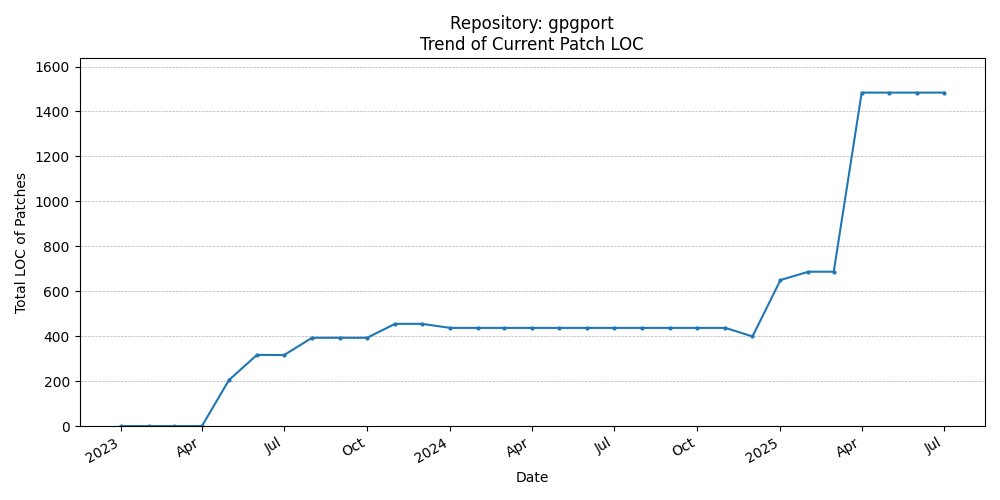 Repository: gpgport
Trend of Current Patch LOC
Total LOC of Patches
1600
1400
1200
1000
800
600
400
200
0
2023
Apr
Jul
Oct
2024
Apr
Jul
Oct
2025
Apr
Jul
Date